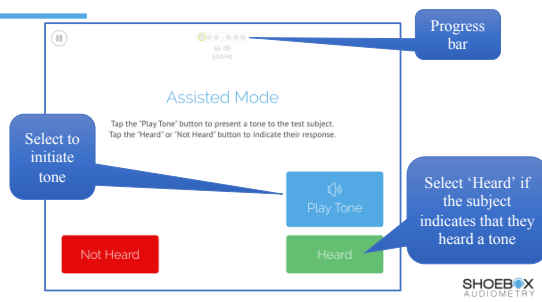 Progress
bar
55 dB
500 Hz
Assisted Mode
Tap the "Play Tone" button to present a tone to the test subject.
Tap the "Heard" or "Not Heard" button to indicate their response.
Select to
initiate
tone
Play Tone
Select 'Heard' if
the subject
indicates that they
heard a tone
Not Heard
Heard
SHOEBOX
AUDIOMETRY